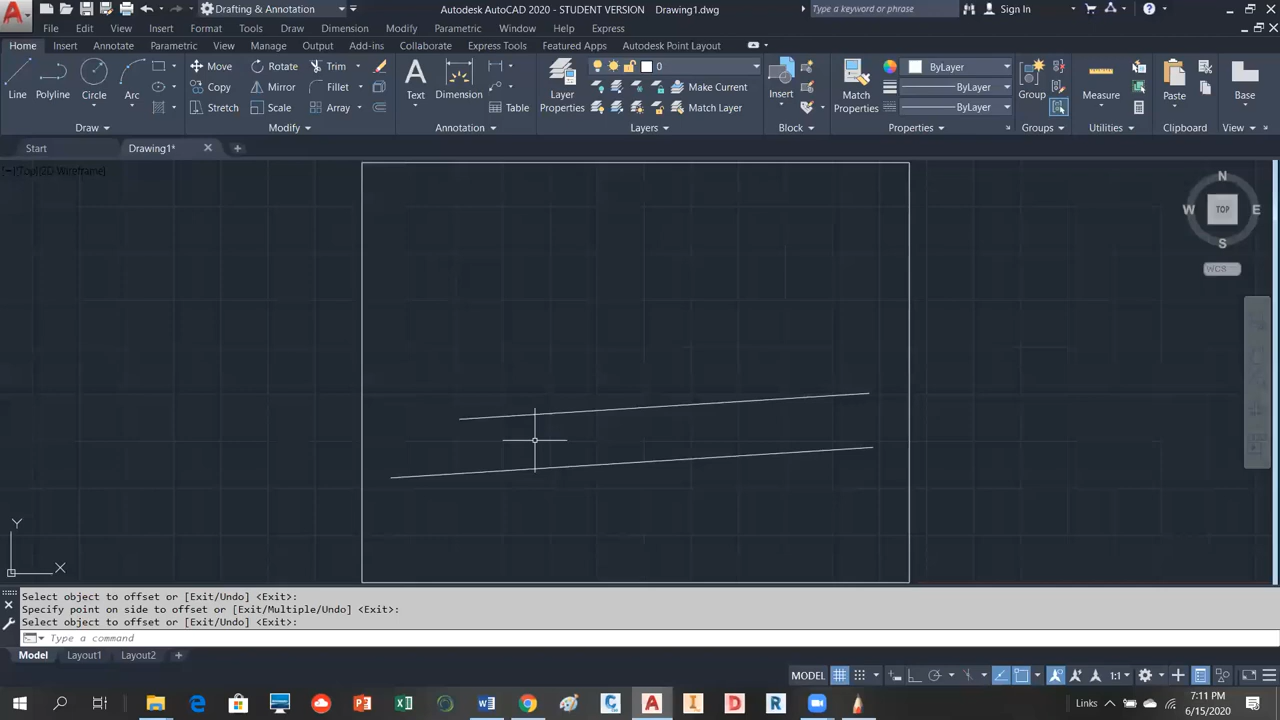 Drafting & Annotation
Autodesk AutoCAD 2020 - STUDENT VERSION Drawing1.dwg
Type a keyword or phrase
Sign In
File Edit View Insert Format Tools Draw Dimension Modify Parametric Window Help Express
Home Insert Annotate Parametric View Manage Output Add-ins Collaborate Express Tools Featured Apps Autodesk Point Layout
Line Polyline Circle Arc
Move Rotate Trim
Copy Mirror Fillet
Stretch Scale Array
Text Dimension Table
Layer Properties
0
Make Current
Match Layer
Insert
Match Properties
ByLayer
ByLayer
ByLayer
Group
Measure
Paste
Base
Draw Modify Annotation Layers Block Properties Groups Utilities Clipboard View
Start Drawing1*
[−][Top][2D Wireframe]
N
W TOP E
S
WCS
Y
X
Select object to offset or [Exit/Undo] <Exit>:
Specify point on side to offset or [Exit/Multiple/Undo] <Exit>:
Select object to offset or [Exit/Undo] <Exit>:
Type a command
Model Layout1 Layout2
MODEL 1:1
Links
7:11 PM
6/15/2020